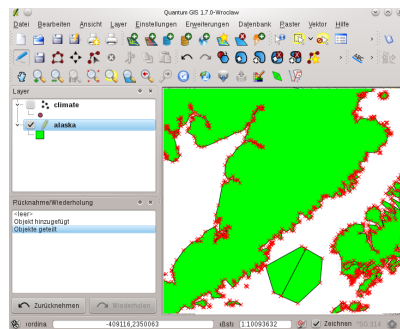 Quantum GIS 1.7.0-Wroclaw
Datei Bearbeiten Ansicht Layer Einstellungen Erweiterungen Datenbank Raster Vektor Hilfe
Layer
climate
alaska
Rücknahme/Wiederholung
<leer>
Objekt hinzugefügt
Objekte geteilt
Zurücknehmen Wiederholen
ordina -409116,2350063 1:10093632 Zeichnen